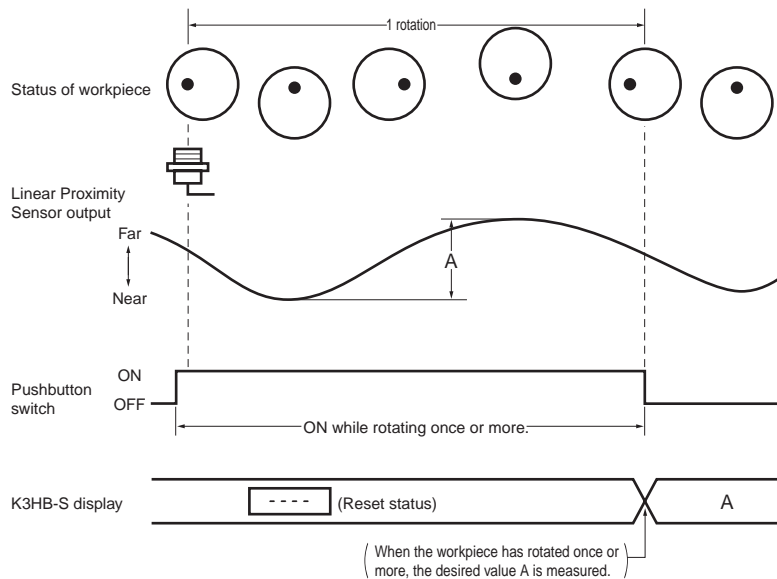 1 rotation
Status of workpiece
Linear Proximity
Sensor output
Far
A
Near
Pushbutton
switch
ON
OFF
ON while rotating once or more.
K3HB-S display
- - - -
(Reset status)
A
(When the workpiece has rotated once or
more, the desired value A is measured.)